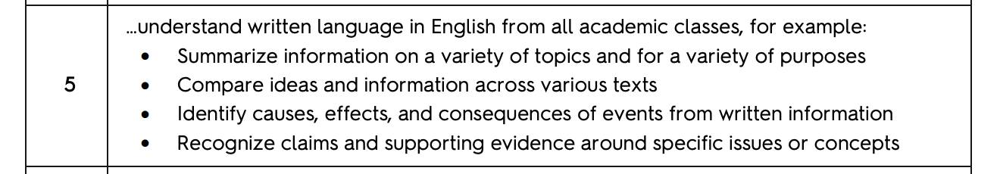 5
…understand written language in English from all academic classes, for example:
• Summarize information on a variety of topics and for a variety of purposes
• Compare ideas and information across various texts
• Identify causes, effects, and consequences of events from written information
• Recognize claims and supporting evidence around specific issues or concepts